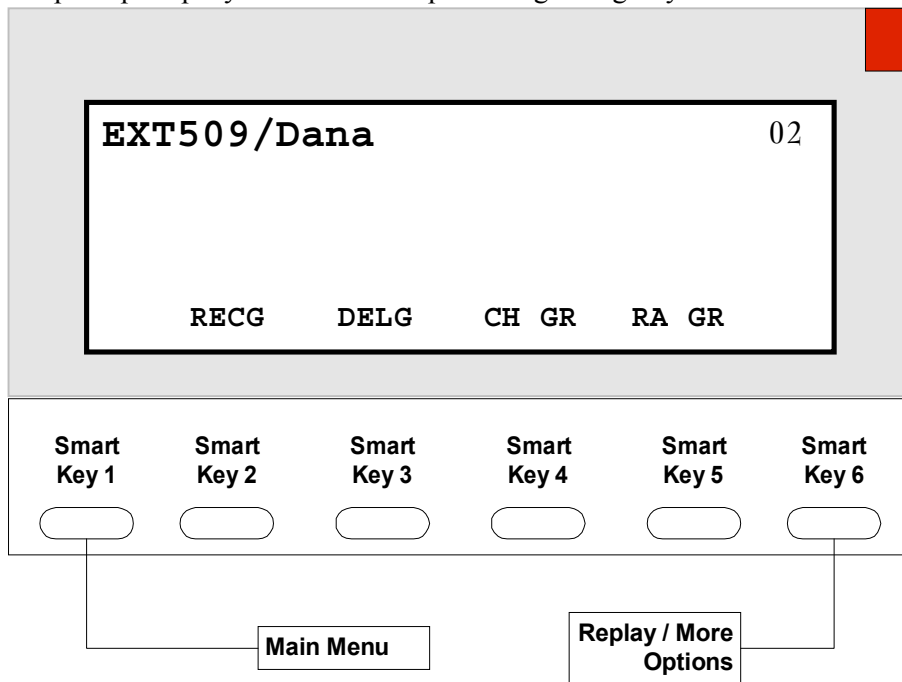 EXT509/Dana 02
RECG DELG CH GR RA GR
Smart Key 1 Smart Key 2 Smart Key 3 Smart Key 4 Smart Key 5 Smart Key 6
Main Menu
Replay / More
Options